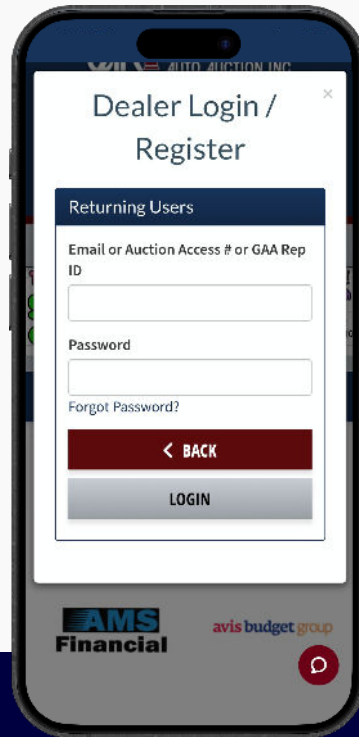 AUTO AUCTION INC
Dealer Login /
Register
×
Returning Users
Email or Auction Access # or GAA Rep
ID
Password
Forgot Password?
< BACK
LOGIN
AMS
Financial
avis budget group